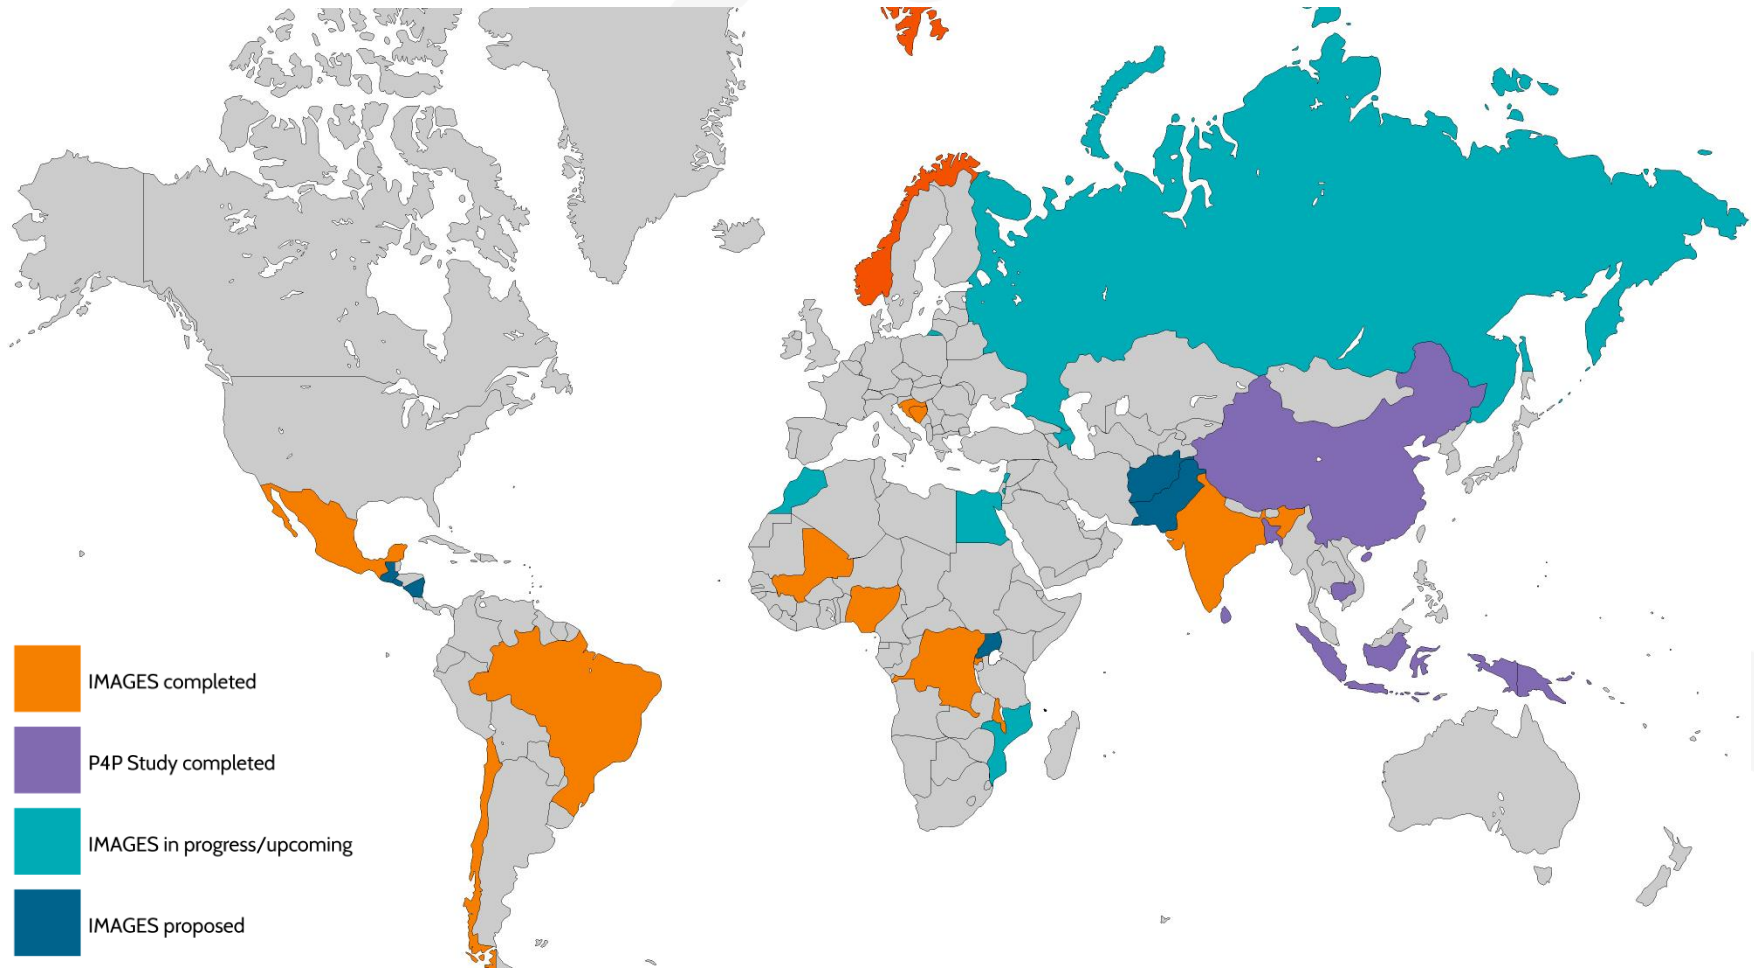 IMAGES completed
P4P Study completed
IMAGES in progress/upcoming
IMAGES proposed